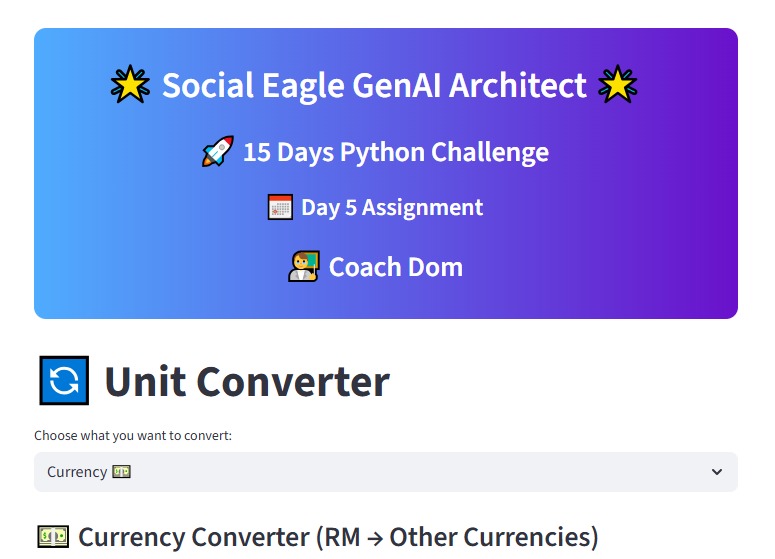 🌟 Social Eagle GenAI Architect 🌟
🚀 15 Days Python Challenge
📅 Day 5 Assignment
👨‍🏫 Coach Dom
🔄 Unit Converter
Choose what you want to convert:
Currency 💵
💵 Currency Converter (RM → Other Currencies)